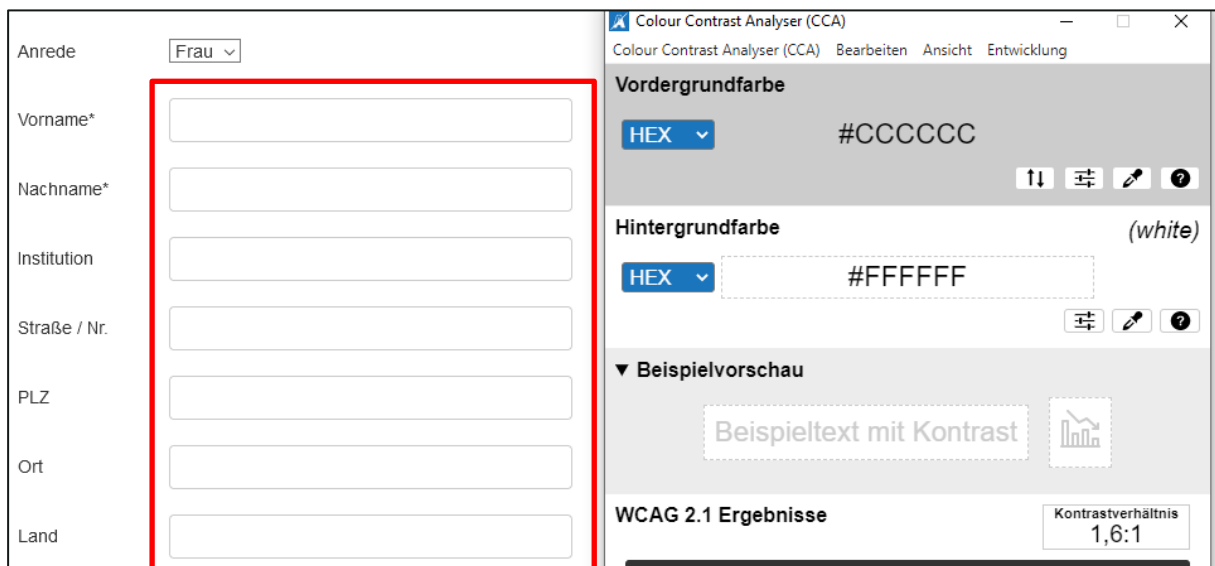 Anrede
Frau
Vorname*
Nachname*
Institution
Straße / Nr.
PLZ
Ort
Land
Colour Contrast Analyser (CCA)
Colour Contrast Analyser (CCA) Bearbeiten Ansicht Entwicklung
Vordergrundfarbe
HEX #CCCCCC
Hintergrundfarbe (white)
HEX #FFFFFF
▼ Beispielvorschau
Beispieltext mit Kontrast
WCAG 2.1 Ergebnisse
Kontrastverhältnis
1,6:1